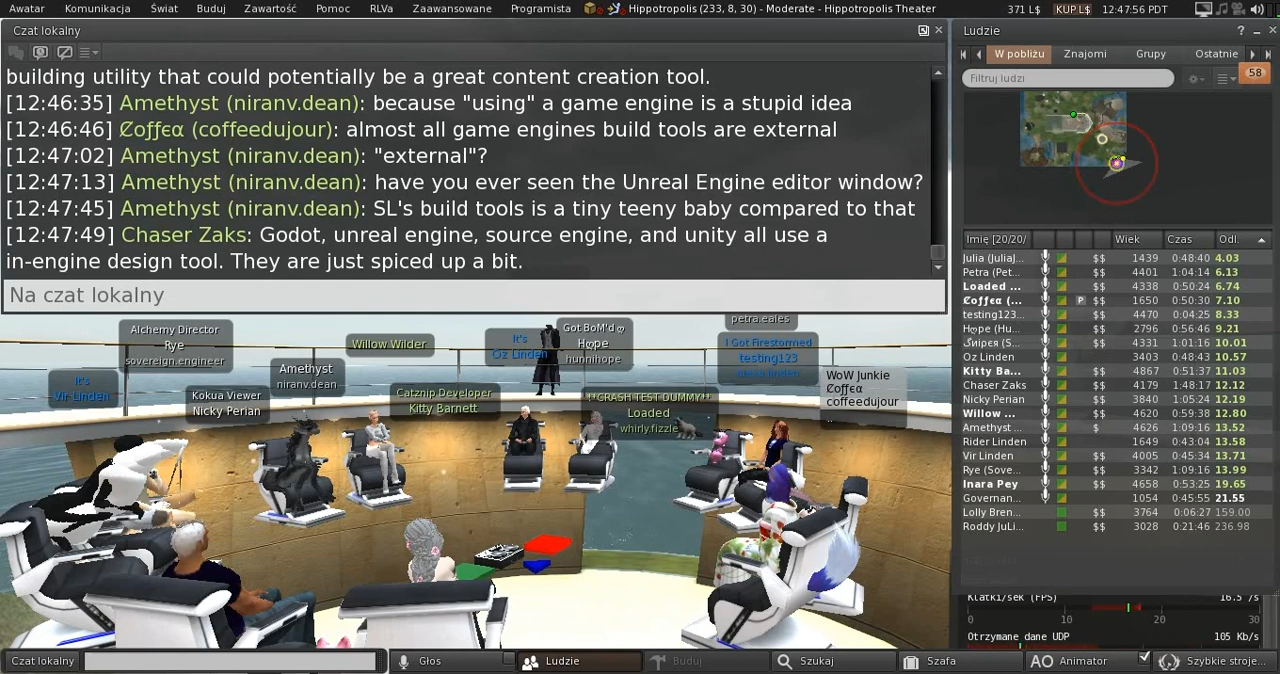 Awatar Komunikacja Świat Buduj Zawartość Pomoc RLVa Zaawansowane Programista Hippotropolis (233, 8, 30) - Moderate - Hippotropolis Theater 371 L$ KUP L$ 12:47:56 PDT
Czat lokalny
building utility that could potentially be a great content creation tool.
[12:46:35] Amethyst (niranv.dean): because "using" a game engine is a stupid idea
[12:46:46] Ȼoƒƒєα (coffeedujour): almost all game engines build tools are external
[12:47:02] Amethyst (niranv.dean): "external"?
[12:47:13] Amethyst (niranv.dean): have you ever seen the Unreal Engine editor window?
[12:47:45] Amethyst (niranv.dean): SL's build tools is a tiny teeny baby compared to that
[12:47:49] Chaser Zaks: Godot, unreal engine, source engine, and unity all use a
in-engine design tool. They are just spiced up a bit.
Na czat lokalny
Alchemy Director
Rye
sovereign.engineer
It's
Vir Linden
Kokua Viewer
Nicky Perian
Amethyst
niranv.dean
Willow Wilder
Catznip Developer
Kitty Barnett
It's
Oz Linden
Got BoM'd ღ
Hღpe
hunnihope
**CRASH TEST DUMMY**
Loaded
whirly.fizzle
petra.eales
I Got Firestormed
testing123
WoW Junkie
Ȼoƒƒєα
coffeedujour
Ludzie
W pobliżu Znajomi Grupy Ostatnie
58
Filtruj ludzi
Imię [20/20/ Wiek Czas Odl.
Julia (JuliaJ... $$ 1439 0:48:40 4.03
Petra (Pet... $$ 4401 1:04:14 6.13
Loaded ... $$ 4338 0:50:24 6.74
Ȼoƒƒєα (... P $$ 1650 0:50:30 7.10
testing123... $$ 4470 0:04:25 8.33
Hღpe (Hu... $$ 2796 0:56:46 9.21
(S... $$ 4331 1:01:16 10.01
Oz Linden 3403 0:48:43 10.57
Kitty Ba... $$ 4867 0:51:37 11.03
Chaser Zaks $$ 4179 1:48:17 12.12
Nicky Perian $$ 3840 1:05:24 12.19
Willow ... $$ 4620 0:59:38 12.80
Amethyst ... $ 4626 1:09:16 13.52
Rider Linden 1649 0:43:04 13.58
Vir Linden $$ 4005 0:45:34 13.71
Rye (Sove... $$ 3342 1:09:16 13.99
Inara Pey $$ 4658 0:53:25 19.65
Governan... 1054 0:45:55 21.55
Lolly Bren... $$ 3764 0:06:27 159.00
Roddy JuLi... $$ 3028 0:21:46 236.98
Klatki/sek (FPS) 16.5 /s
0 10 20 30
Otrzymane dane UDP 105 Kb/s
Czat lokalny Głos Ludzie Buduj Szukaj Szafa AO Animator Szybkie stroje...